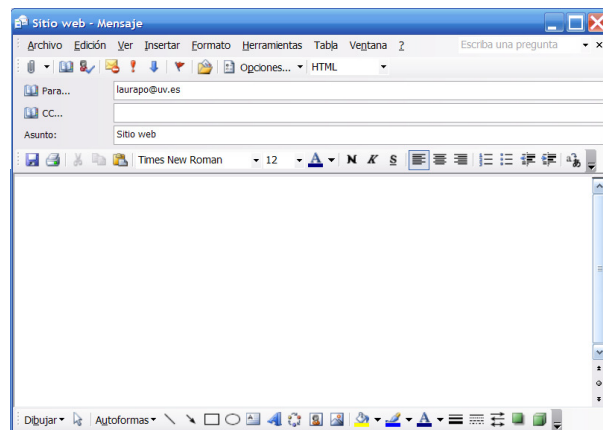 Sitio web - Mensaje
Archivo Edición Ver Insertar Formato Herramientas Tabla Ventana ? Escriba una pregunta
Opciones... HTML
Para... laurapo@uv.es
CC...
Asunto: Sitio web
Times New Roman 12 A N K S
Dibujar Autoformas A